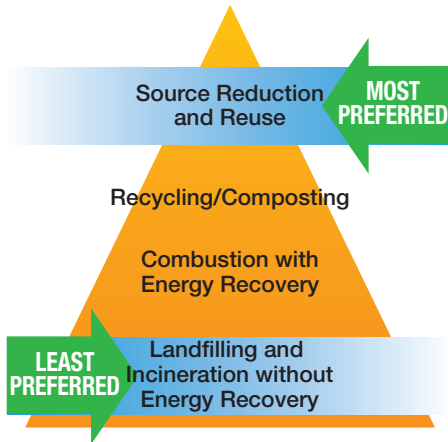 Source Reduction
and Reuse
MOST
PREFERRED
Recycling/Composting
Combustion with
Energy Recovery
LEAST
PREFERRED
Landfilling and
Incineration without
Energy Recovery